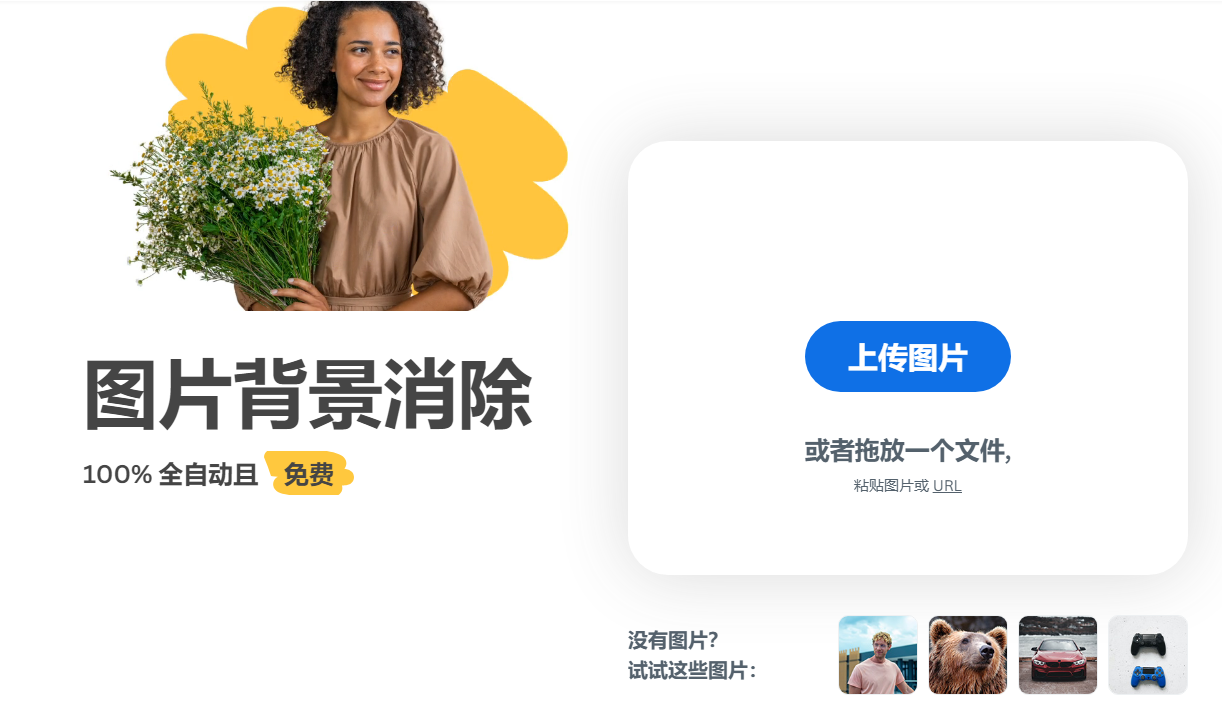 图片背景消除
100% 全自动且 免费
上传图片
或者拖放一个文件,
粘贴图片或 URL
没有图片?
试试这些图片: